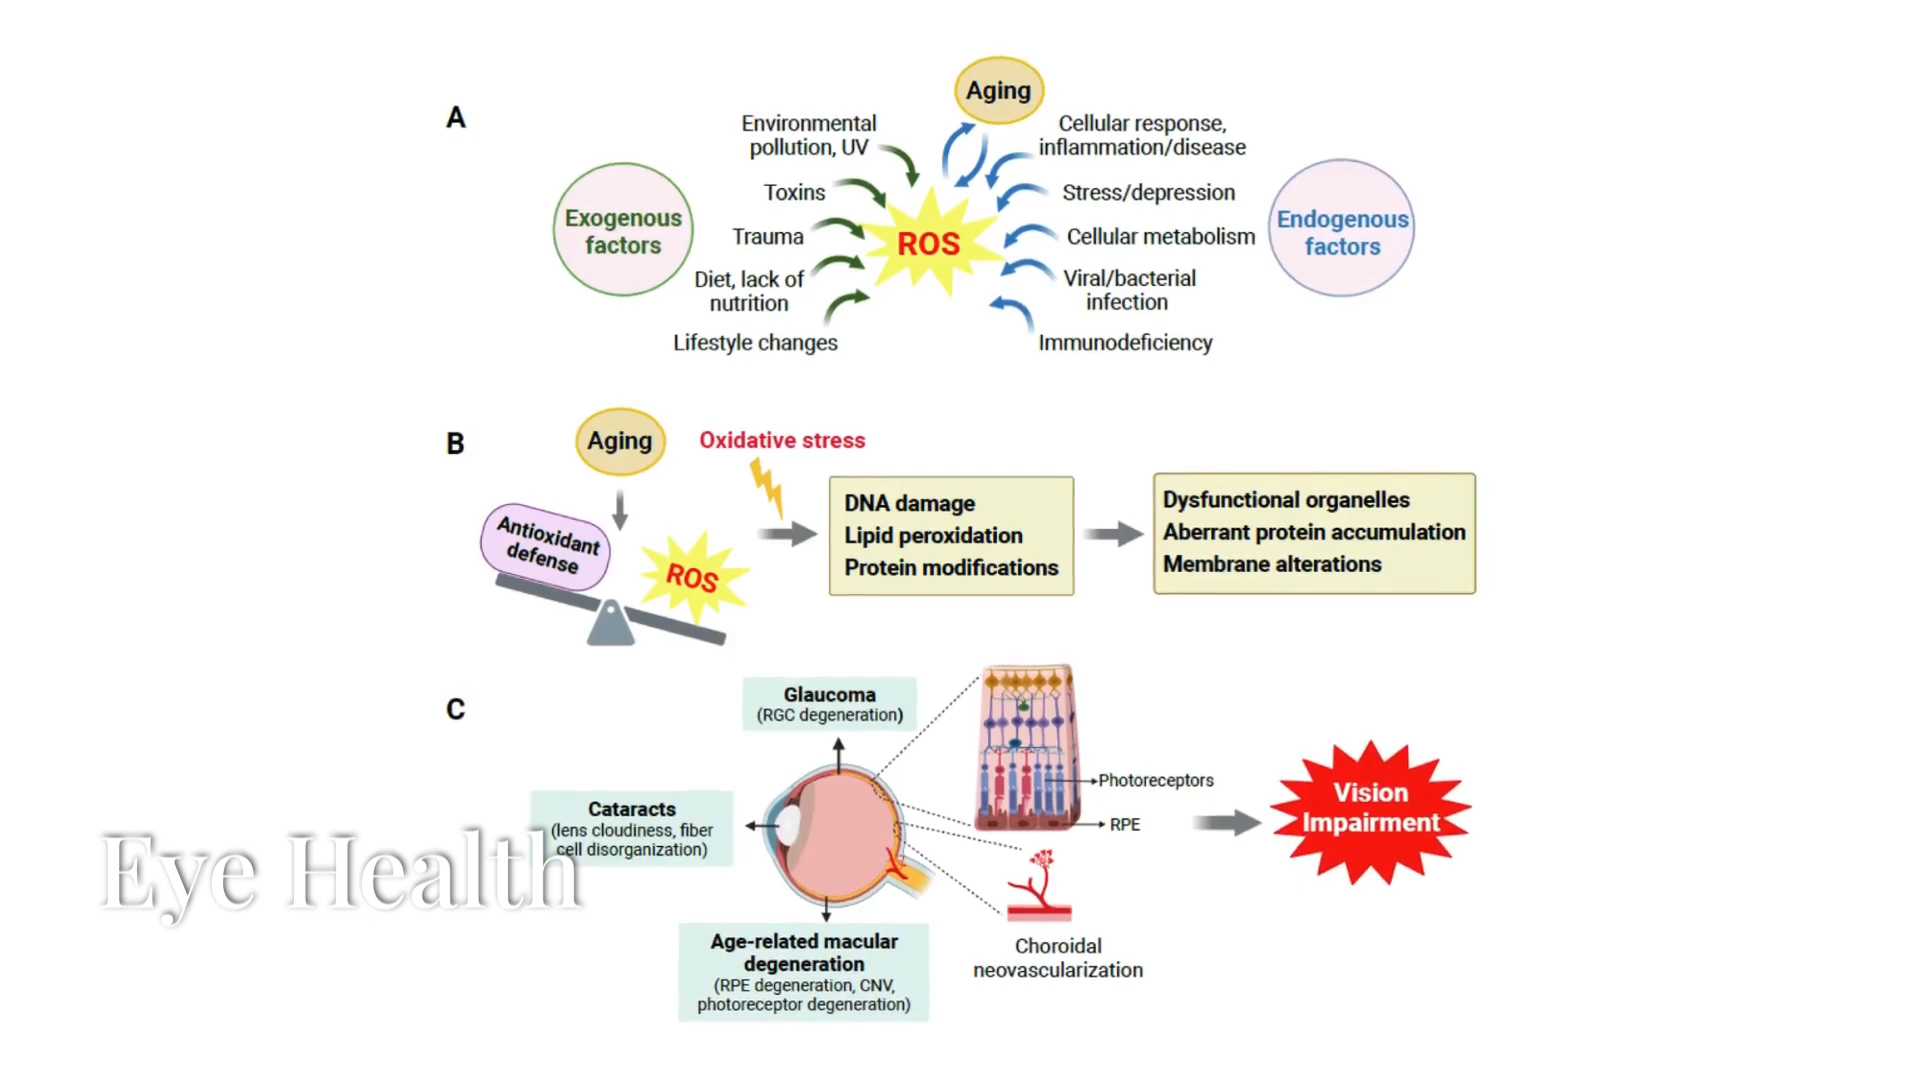 A
Aging
Environmental
pollution, UV
Toxins
Trauma
Diet, lack of
nutrition
Lifestyle changes
Exogenous
factors
ROS
Cellular response,
inflammation/disease
Stress/depression
Cellular metabolism
Viral/bacterial
infection
Immunodeficiency
Endogenous
factors
B
Aging
Oxidative stress
Antioxidant
defense
ROS
DNA damage
Lipid peroxidation
Protein modifications
Dysfunctional organelles
Aberrant protein accumulation
Membrane alterations
C
Glaucoma
(RGC degeneration)
Cataracts
(lens cloudiness, fiber
cell disorganization)
Age-related macular
degeneration
(RPE degeneration, CNV,
photoreceptor degeneration)
Photoreceptors
RPE
Choroidal
neovascularization
Vision
Impairment
Eye Health